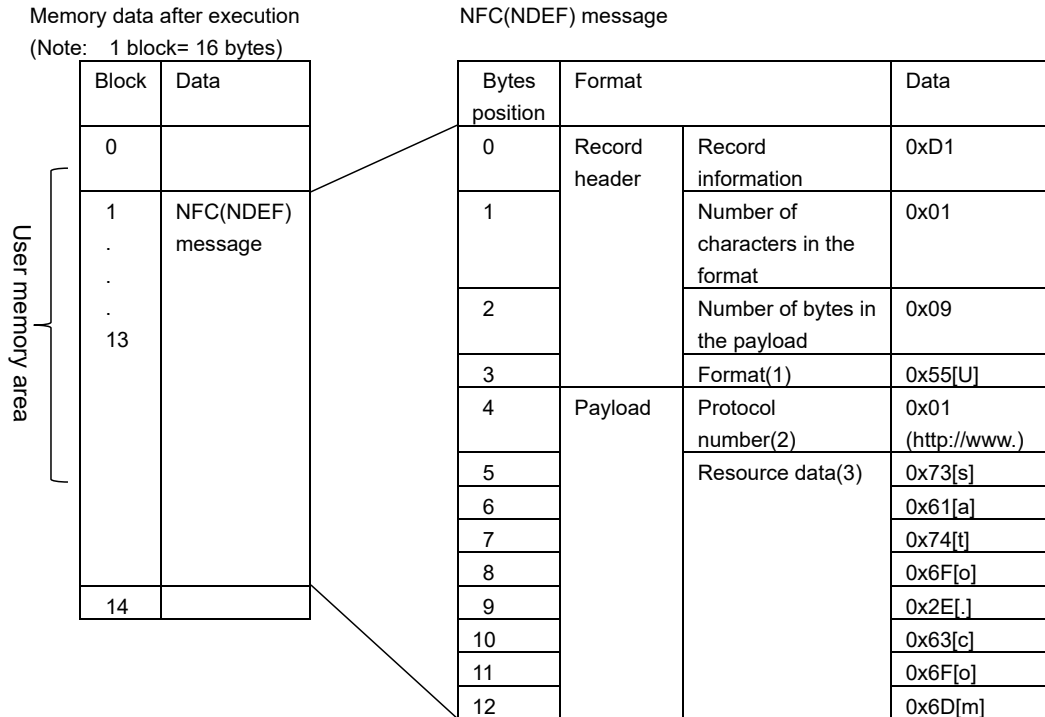 Memory data after execution
(Note: 1 block= 16 bytes)
Block Data
0
1 NFC(NDEF)
. message
.
.
13
14
User memory area
NFC(NDEF) message
Bytes Format Data
position
0 Record Record 0xD1
header information
1 Number of 0x01
characters in the
format
2 Number of bytes in 0x09
the payload
3 Format(1) 0x55[U]
4 Payload Protocol 0x01
number(2) (http://www.)
5 Resource data(3) 0x73[s]
6 0x61[a]
7 0x74[t]
8 0x6F[o]
9 0x2E[.]
10 0x63[c]
11 0x6F[o]
12 0x6D[m]